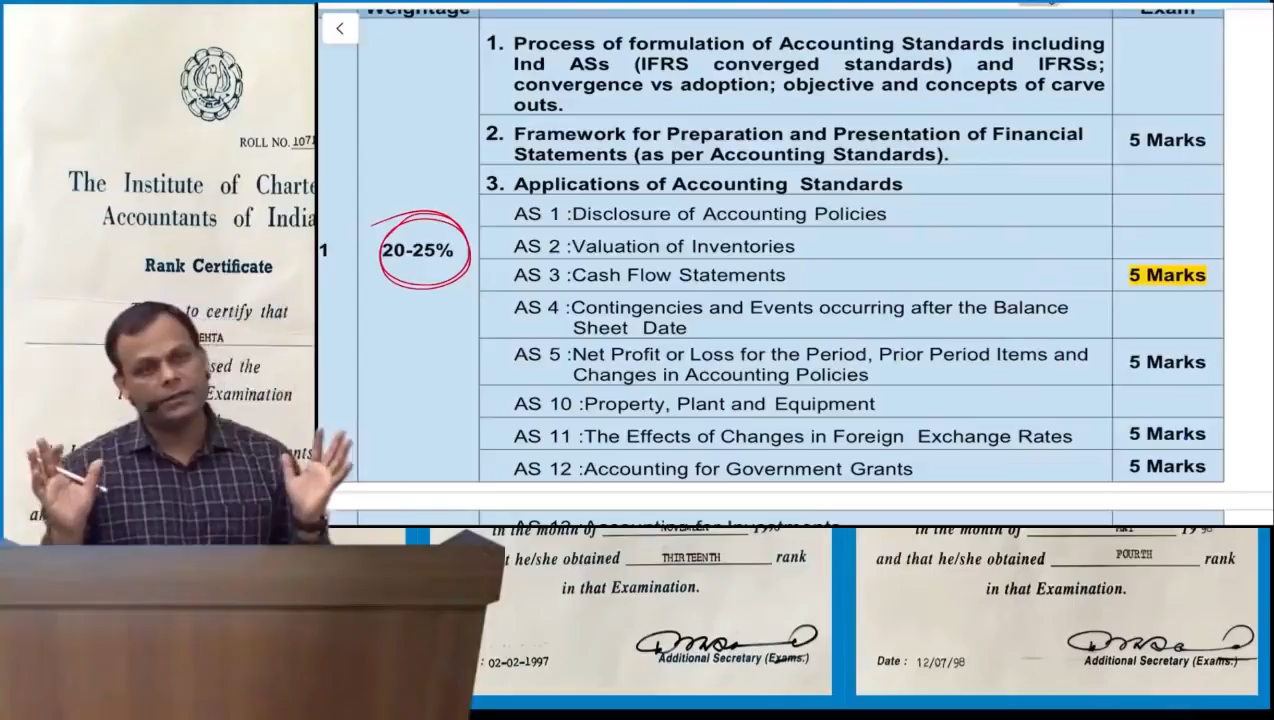 Weightage
Exam
1. Process of formulation of Accounting Standards including
Ind ASs (IFRS converged standards) and IFRSs;
convergence vs adoption; objective and concepts of carve
outs.
2. Framework for Preparation and Presentation of Financial
Statements (as per Accounting Standards).
5 Marks
3. Applications of Accounting Standards
AS 1 :Disclosure of Accounting Policies
AS 2 :Valuation of Inventories
1
20-25%
AS 3 :Cash Flow Statements
5 Marks
AS 4 :Contingencies and Events occurring after the Balance
Sheet Date
AS 5 :Net Profit or Loss for the Period, Prior Period Items and
Changes in Accounting Policies
5 Marks
AS 10 :Property, Plant and Equipment
AS 11 :The Effects of Changes in Foreign Exchange Rates
5 Marks
AS 12 :Accounting for Government Grants
5 Marks
AS 13 :Accounting for Investments
ROLL NO. 1071
The Institute of Charte
Accountants of India
Rank Certificate
to certify that
EHTA
sed the
Examination
in the month of NOVEMBER
t he/she obtained THIRTEENTH rank
in that Examination.
: 02-02-1997
Additional Secretary (Exams.)
in the month of MAY 1998
and that he/she obtained FOURTH rank
in that Examination.
Date : 12/07/98
Additional Secretary (Exams.)